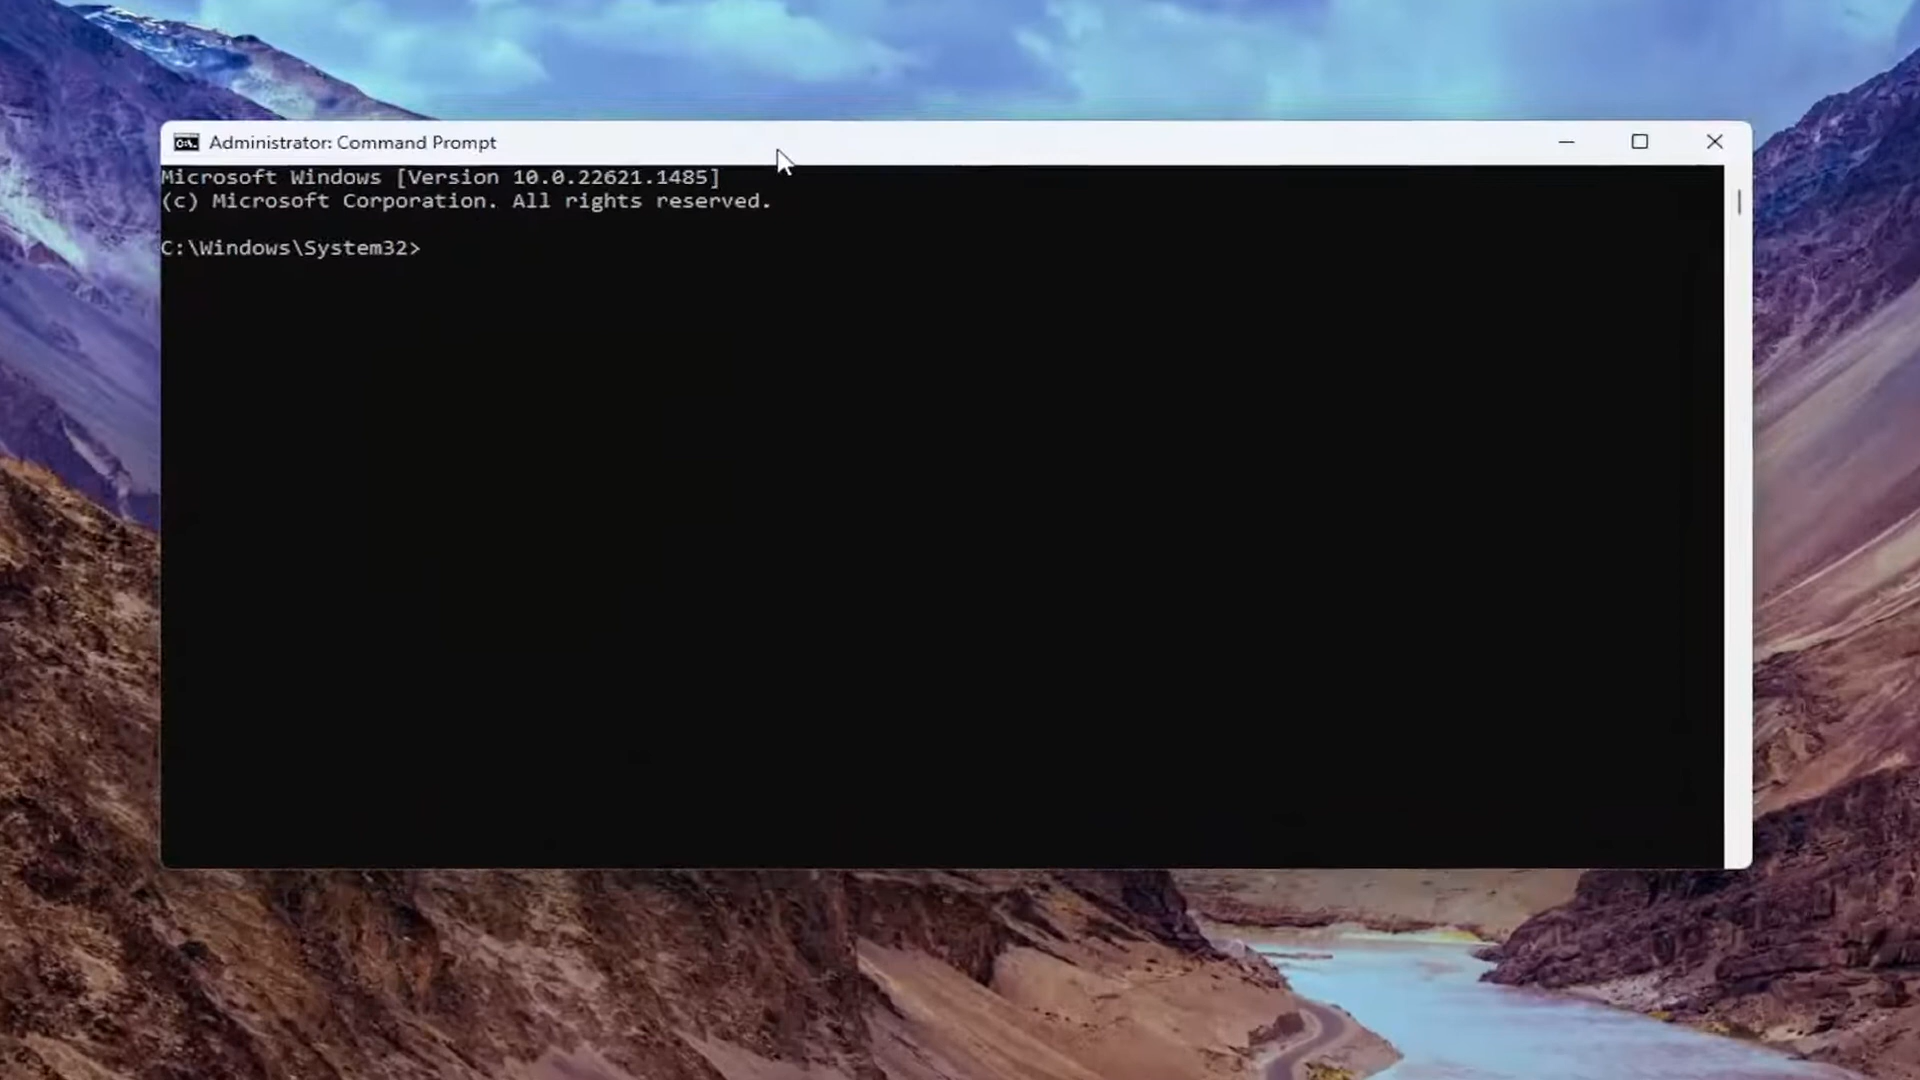 Administrator: Command Prompt
Microsoft Windows [Version 10.0.22621.1485]
(c) Microsoft Corporation. All rights reserved.
C:\Windows\System32>